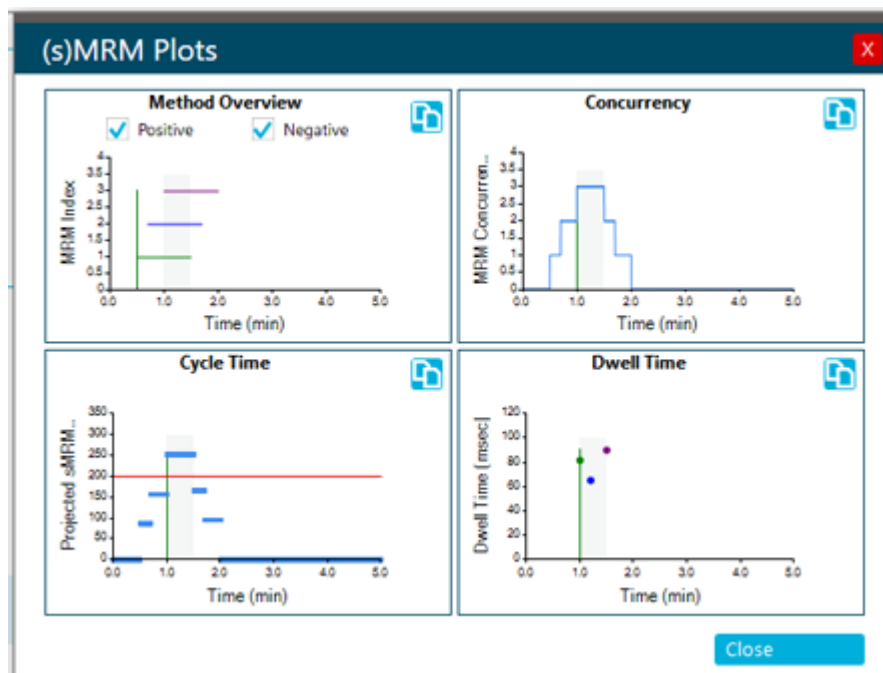 (s)MRM Plots
X
Method Overview
Positive
Negative
MRM Index
4
3.5
3
2.5
2
1.5
1
0.5
0
0.0 1.0 2.0 3.0 4.0 5.0
Time (min)
Concurrency
MRM Concurren...
4
3.5
3
2.5
2
1.5
1
0.5
0
0.0 1.0 2.0 3.0 4.0 5.0
Time (min)
Cycle Time
Projected sMRM...
350
300
250
200
150
100
50
0
0.0 1.0 2.0 3.0 4.0 5.0
Time (min)
Dwell Time
Dwell Time [msec]
120
100
80
60
40
20
0
0.0 1.0 2.0 3.0 4.0 5.0
Time (min)
Close